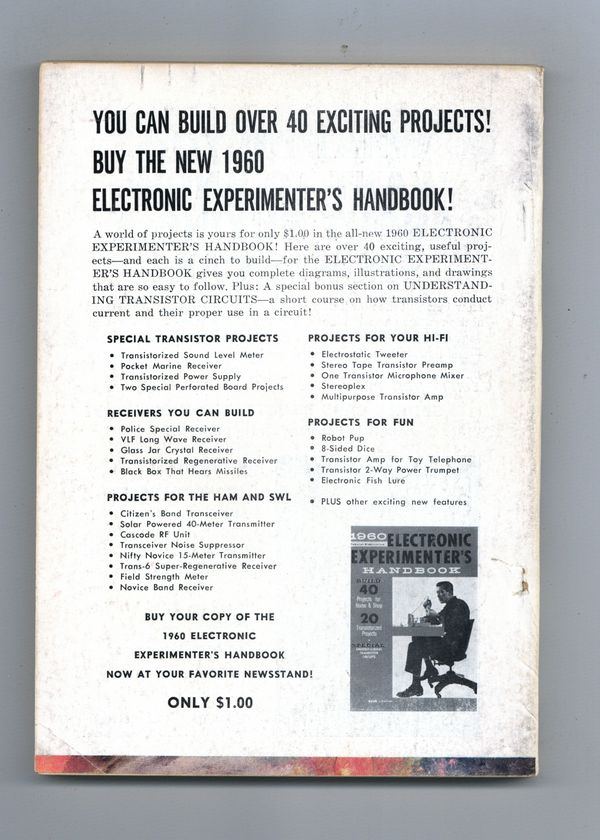 YOU CAN BUILD OVER 40 EXCITING PROJECTS!
BUY THE NEW 1960
ELECTRONIC EXPERIMENTER'S HANDBOOK!
A world of projects is yours for only $1.00 in the all-new 1960 ELECTRONIC
EXPERIMENTER'S HANDBOOK! Here are over 40 exciting, useful proj-
ects—and each is a cinch to build—for the ELECTRONIC EXPERIMENT-
ER'S HANDBOOK gives you complete diagrams, illustrations, and drawings
that are so easy to follow. Plus: A special bonus section on UNDERSTAND-
ING TRANSISTOR CIRCUITS—a short course on how transistors conduct
current and their proper use in a circuit!
SPECIAL TRANSISTOR PROJECTS
• Transistorized Sound Level Meter
• Pocket Marine Receiver
• Transistorized Power Supply
• Two Special Perforated Board Projects
RECEIVERS YOU CAN BUILD
• Police Special Receiver
• VLF Long Wave Receiver
• Glass Jar Crystal Receiver
• Transistorized Regenerative Receiver
• Black Box That Hears Missiles
PROJECTS FOR THE HAM AND SWL
• Citizen's Band Transceiver
• Solar Powered 40-Meter Transmitter
• Cascode RF Unit
• Transceiver Noise Suppressor
• Nifty Novice 15-Meter Transmitter
• Trans-6 Super-Regenerative Receiver
• Field Strength Meter
• Novice Band Receiver
PROJECTS FOR YOUR HI-FI
• Electrostatic Tweeter
• Stereo Tape Transistor Preamp
• One Transistor Microphone Mixer
• Stereoplex
• Multipurpose Transistor Amp
PROJECTS FOR FUN
• Robot Pup
• 8-Sided Dice
• Transistor Amp for Toy Telephone
• Transistor 2-Way Power Trumpet
• Electronic Fish Lure
• PLUS other exciting new features
BUY YOUR COPY OF THE
1960 ELECTRONIC
EXPERIMENTER'S HANDBOOK
NOW AT YOUR FAVORITE NEWSSTAND!
ONLY $1.00
1960 ELECTRONIC
EXPERIMENTER'S
HANDBOOK
BUILD
40
Projects for
Home & Shop
20
Transistorized
Projects